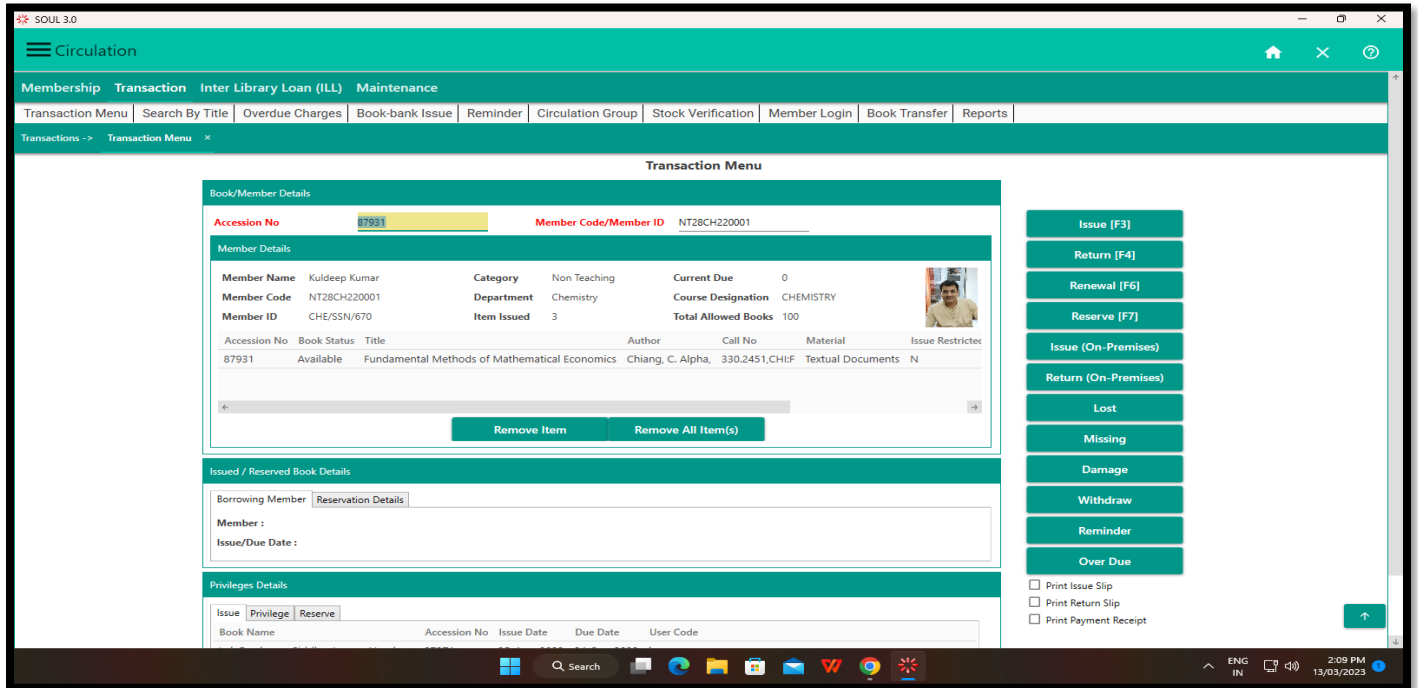 SOUL 3.0
Circulation
Membership Transaction Inter Library Loan (ILL) Maintenance
Transaction Menu Search By Title Overdue Charges Book-bank Issue Reminder Circulation Group Stock Verification Member Login Book Transfer Reports
Transactions -> Transaction Menu ×
Transaction Menu
Book/Member Details
Accession No 87931 Member Code/Member ID NT28CH220001
Member Details
Member Name Kuldeep Kumar Category Non Teaching Current Due 0
Member Code NT28CH220001 Department Chemistry Course Designation CHEMISTRY
Member ID CHE/SSN/670 Item Issued 3 Total Allowed Books 100
Accession No Book Status Title Author Call No Material Issue Restricted
87931 Available Fundamental Methods of Mathematical Economics Chiang, C. Alpha, 330.2451,CHI:F Textual Documents N
Remove Item Remove All Item(s)
Issued / Reserved Book Details
Borrowing Member Reservation Details
Member :
Issue/Due Date :
Privileges Details
Issue Privilege Reserve
Book Name Accession No Issue Date Due Date User Code
Issue [F3]
Return [F4]
Renewal [F6]
Reserve [F7]
Issue (On-Premises)
Return (On-Premises)
Lost
Missing
Damage
Withdraw
Reminder
Over Due
Print Issue Slip
Print Return Slip
Print Payment Receipt
Search
ENG
IN
2:09 PM
13/03/2023
1